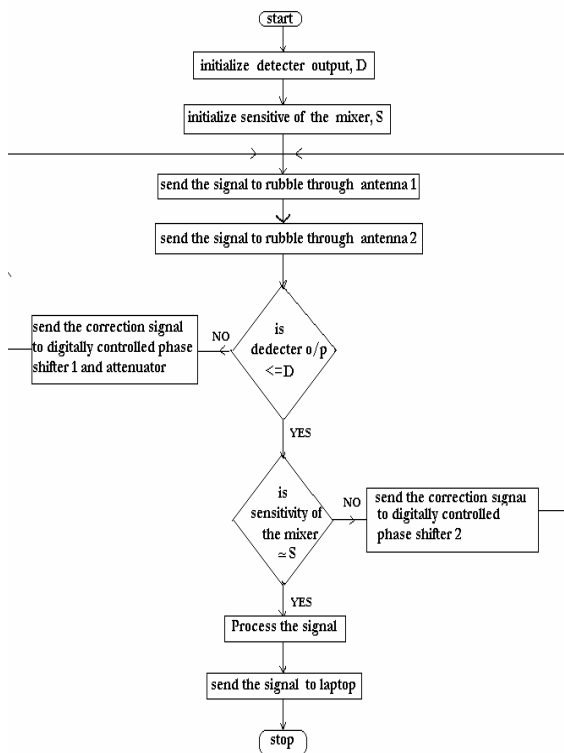 start
initialize detecter output, D
initialize sensitive of the mixer, S
send the signal to rubble through antenna 1
send the signal to rubble through antenna 2
is
dedecter o/p
<=D
NO
send the correction signal
to digitally controlled phase
shifter 1 and attenuator
YES
is
sensitivity of
the mixer
≃ S
NO
send the correction signal
to digitally controlled
phase shifter 2
YES
Process the signal
send the signal to laptop
stop